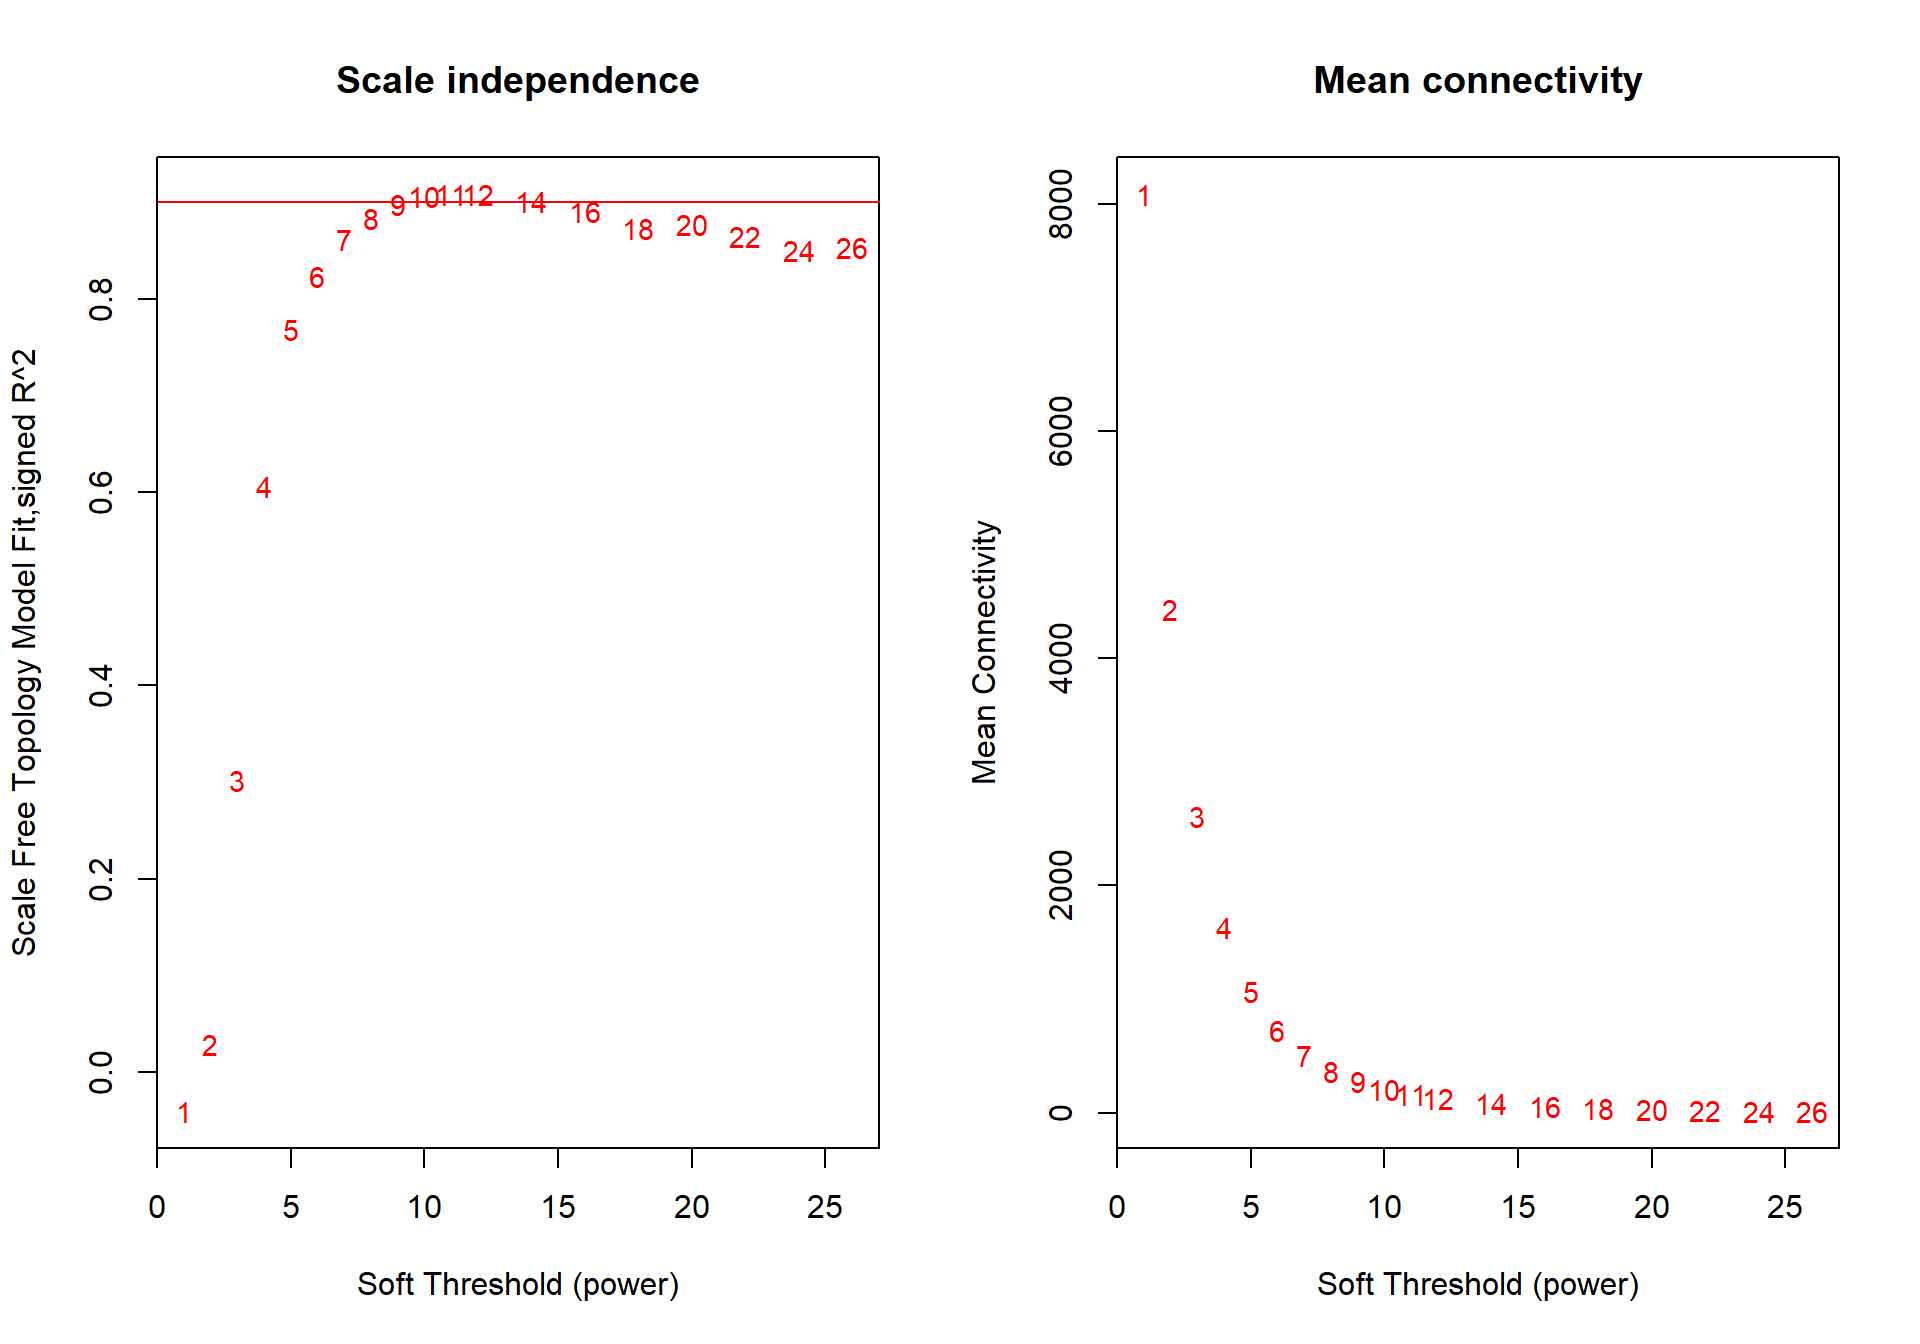 Scale independence
Scale Free Topology Model Fit,signed R^2
0.0 0.2 0.4 0.6 0.8
1 2 3 4 5 6 7 8 9 10 11 12 14 16 18 20 22 24 26
0 5 10 15 20 25
Soft Threshold (power)
Mean connectivity
Mean Connectivity
0 2000 4000 6000 8000
1 2 3 4 5 6 7 8 9 10 11 12 14 16 18 20 22 24 26
0 5 10 15 20 25
Soft Threshold (power)